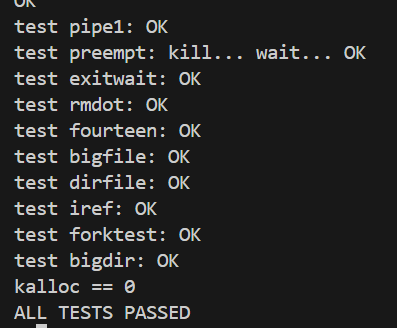 OK
test pipe1: OK
test preempt: kill... wait... OK
test exitwait: OK
test rmdot: OK
test fourteen: OK
test bigfile: OK
test dirfile: OK
test iref: OK
test forktest: OK
test bigdir: OK
kalloc == 0
ALL TESTS PASSED